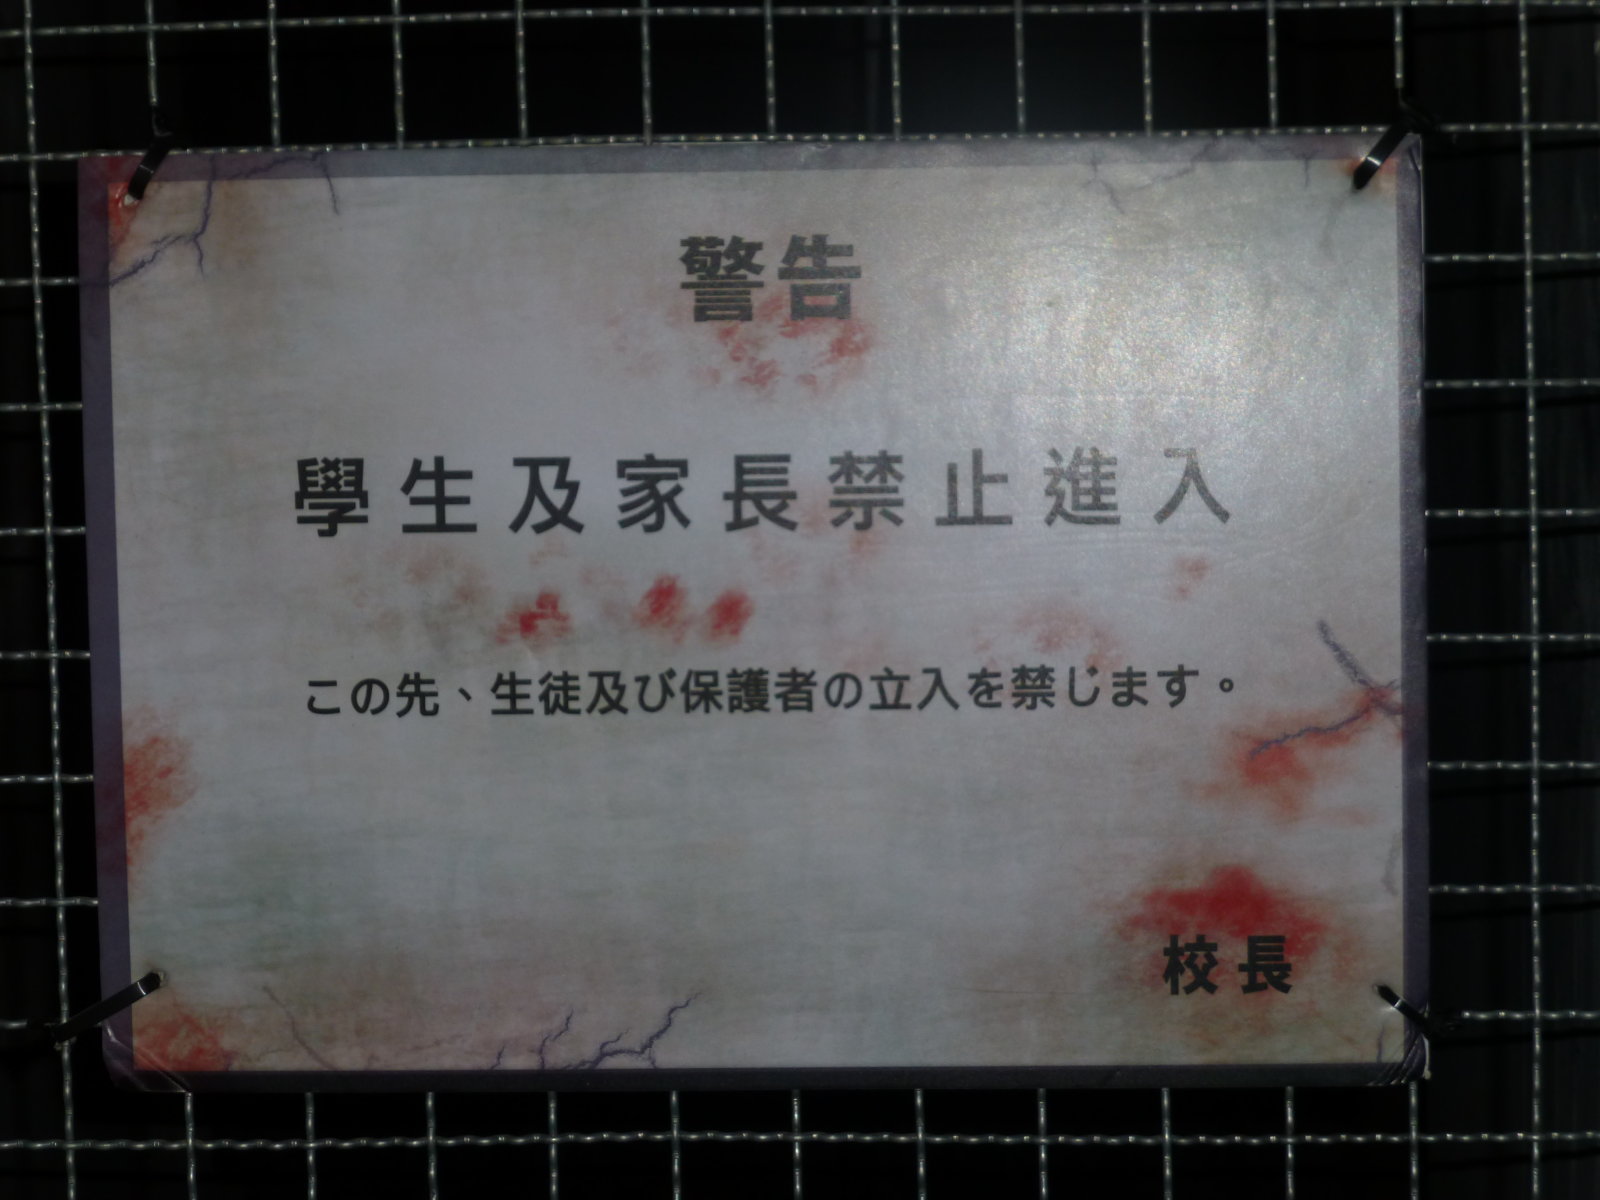 警告
學生及家長禁止進入
この先、生徒及び保護者の立入を禁じます。
校長